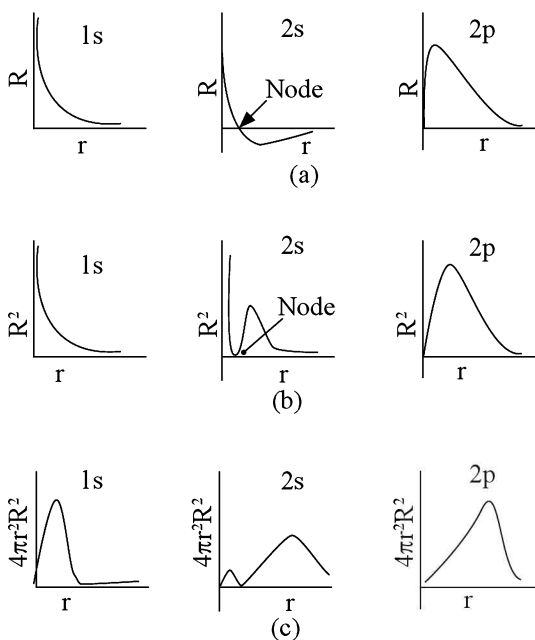 1s 2s 2p
R R Node R
r r r
(a)
1s 2s 2p
R² R² Node R²
r r r
(b)
1s 2s 2p
4πr²R² 4πr²R² 4πr²R²
r r r
(c)